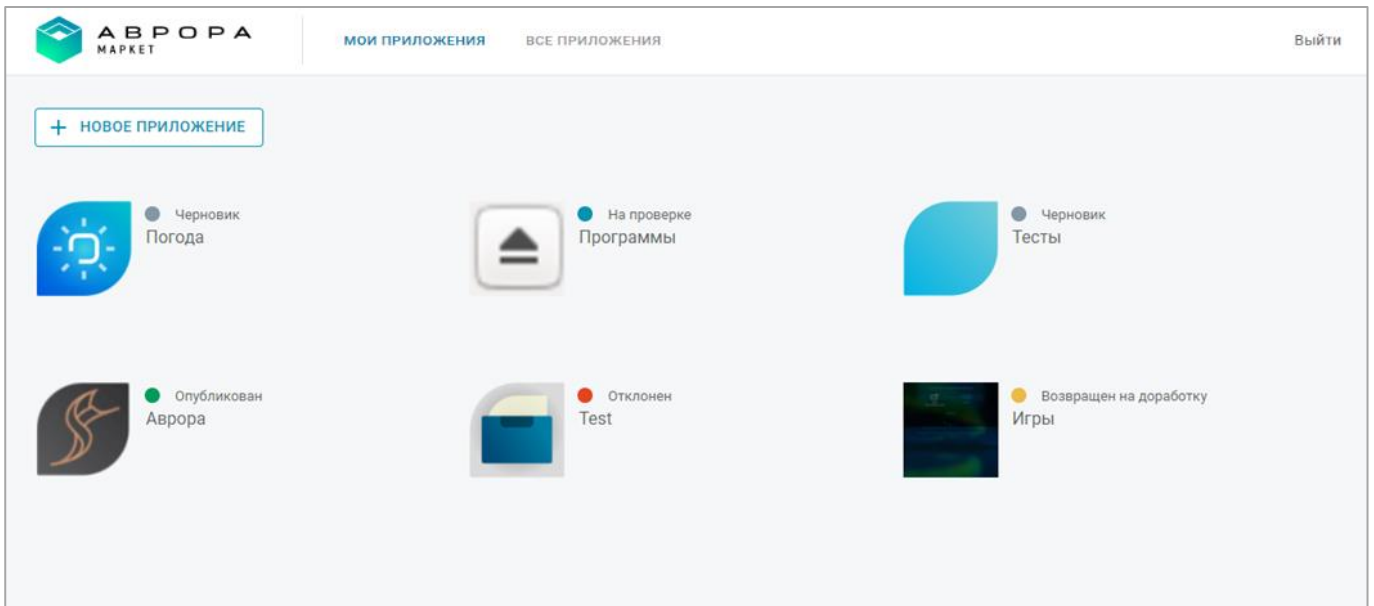 АВРОРА
МАРКЕТ
МОИ ПРИЛОЖЕНИЯ
ВСЕ ПРИЛОЖЕНИЯ
Выйти
+ НОВОЕ ПРИЛОЖЕНИЕ
Черновик
Погода
На проверке
Программы
Черновик
Тесты
Опубликован
Аврора
Отклонен
Test
Возвращен на доработку
Игры